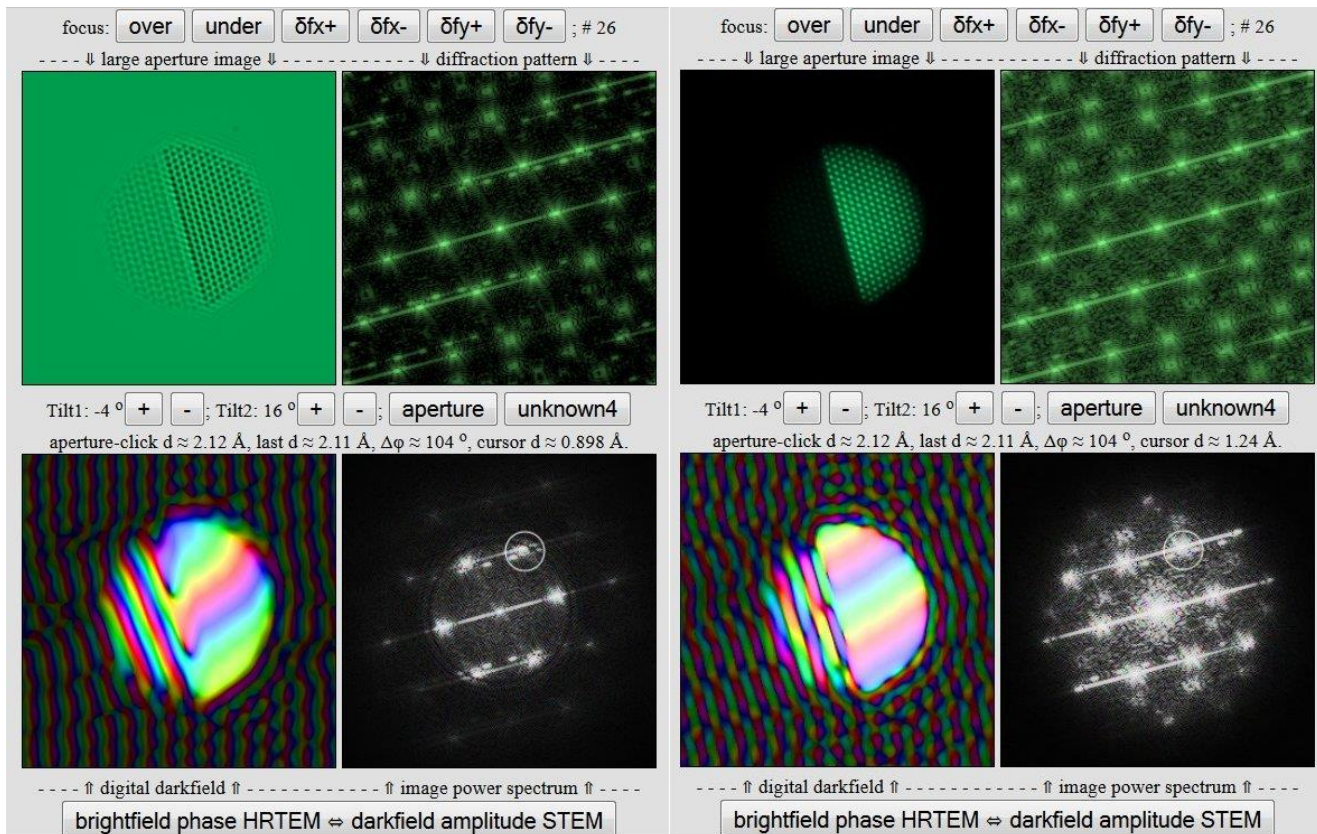 focus: over under δfx+ δfx- δfy+ δfy- ; # 26
- - - - ⇓ large aperture image ⇓ - - - - - - - - - - - - ⇓ diffraction pattern ⇓ - - - -
Tilt1: -4 º + - ; Tilt2: 16 º + - ; aperture unknown4
aperture-click d ≈ 2.12 Å, last d ≈ 2.11 Å, Δφ ≈ 104 º, cursor d ≈ 0.898 Å.
- - - - ⇑ digital darkfield ⇑ - - - - - - - - - - - - ⇑ image power spectrum ⇑ - - - -
brightfield phase HRTEM ⇔ darkfield amplitude STEM
focus: over under δfx+ δfx- δfy+ δfy- ; # 26
- - - - ⇓ large aperture image ⇓ - - - - - - - - - - - - ⇓ diffraction pattern ⇓ - - - -
Tilt1: -4 º + - ; Tilt2: 16 º + - ; aperture unknown4
aperture-click d ≈ 2.12 Å, last d ≈ 2.11 Å, Δφ ≈ 104 º, cursor d ≈ 1.24 Å.
- - - - ⇑ digital darkfield ⇑ - - - - - - - - - - - - ⇑ image power spectrum ⇑ - - - -
brightfield phase HRTEM ⇔ darkfield amplitude STEM